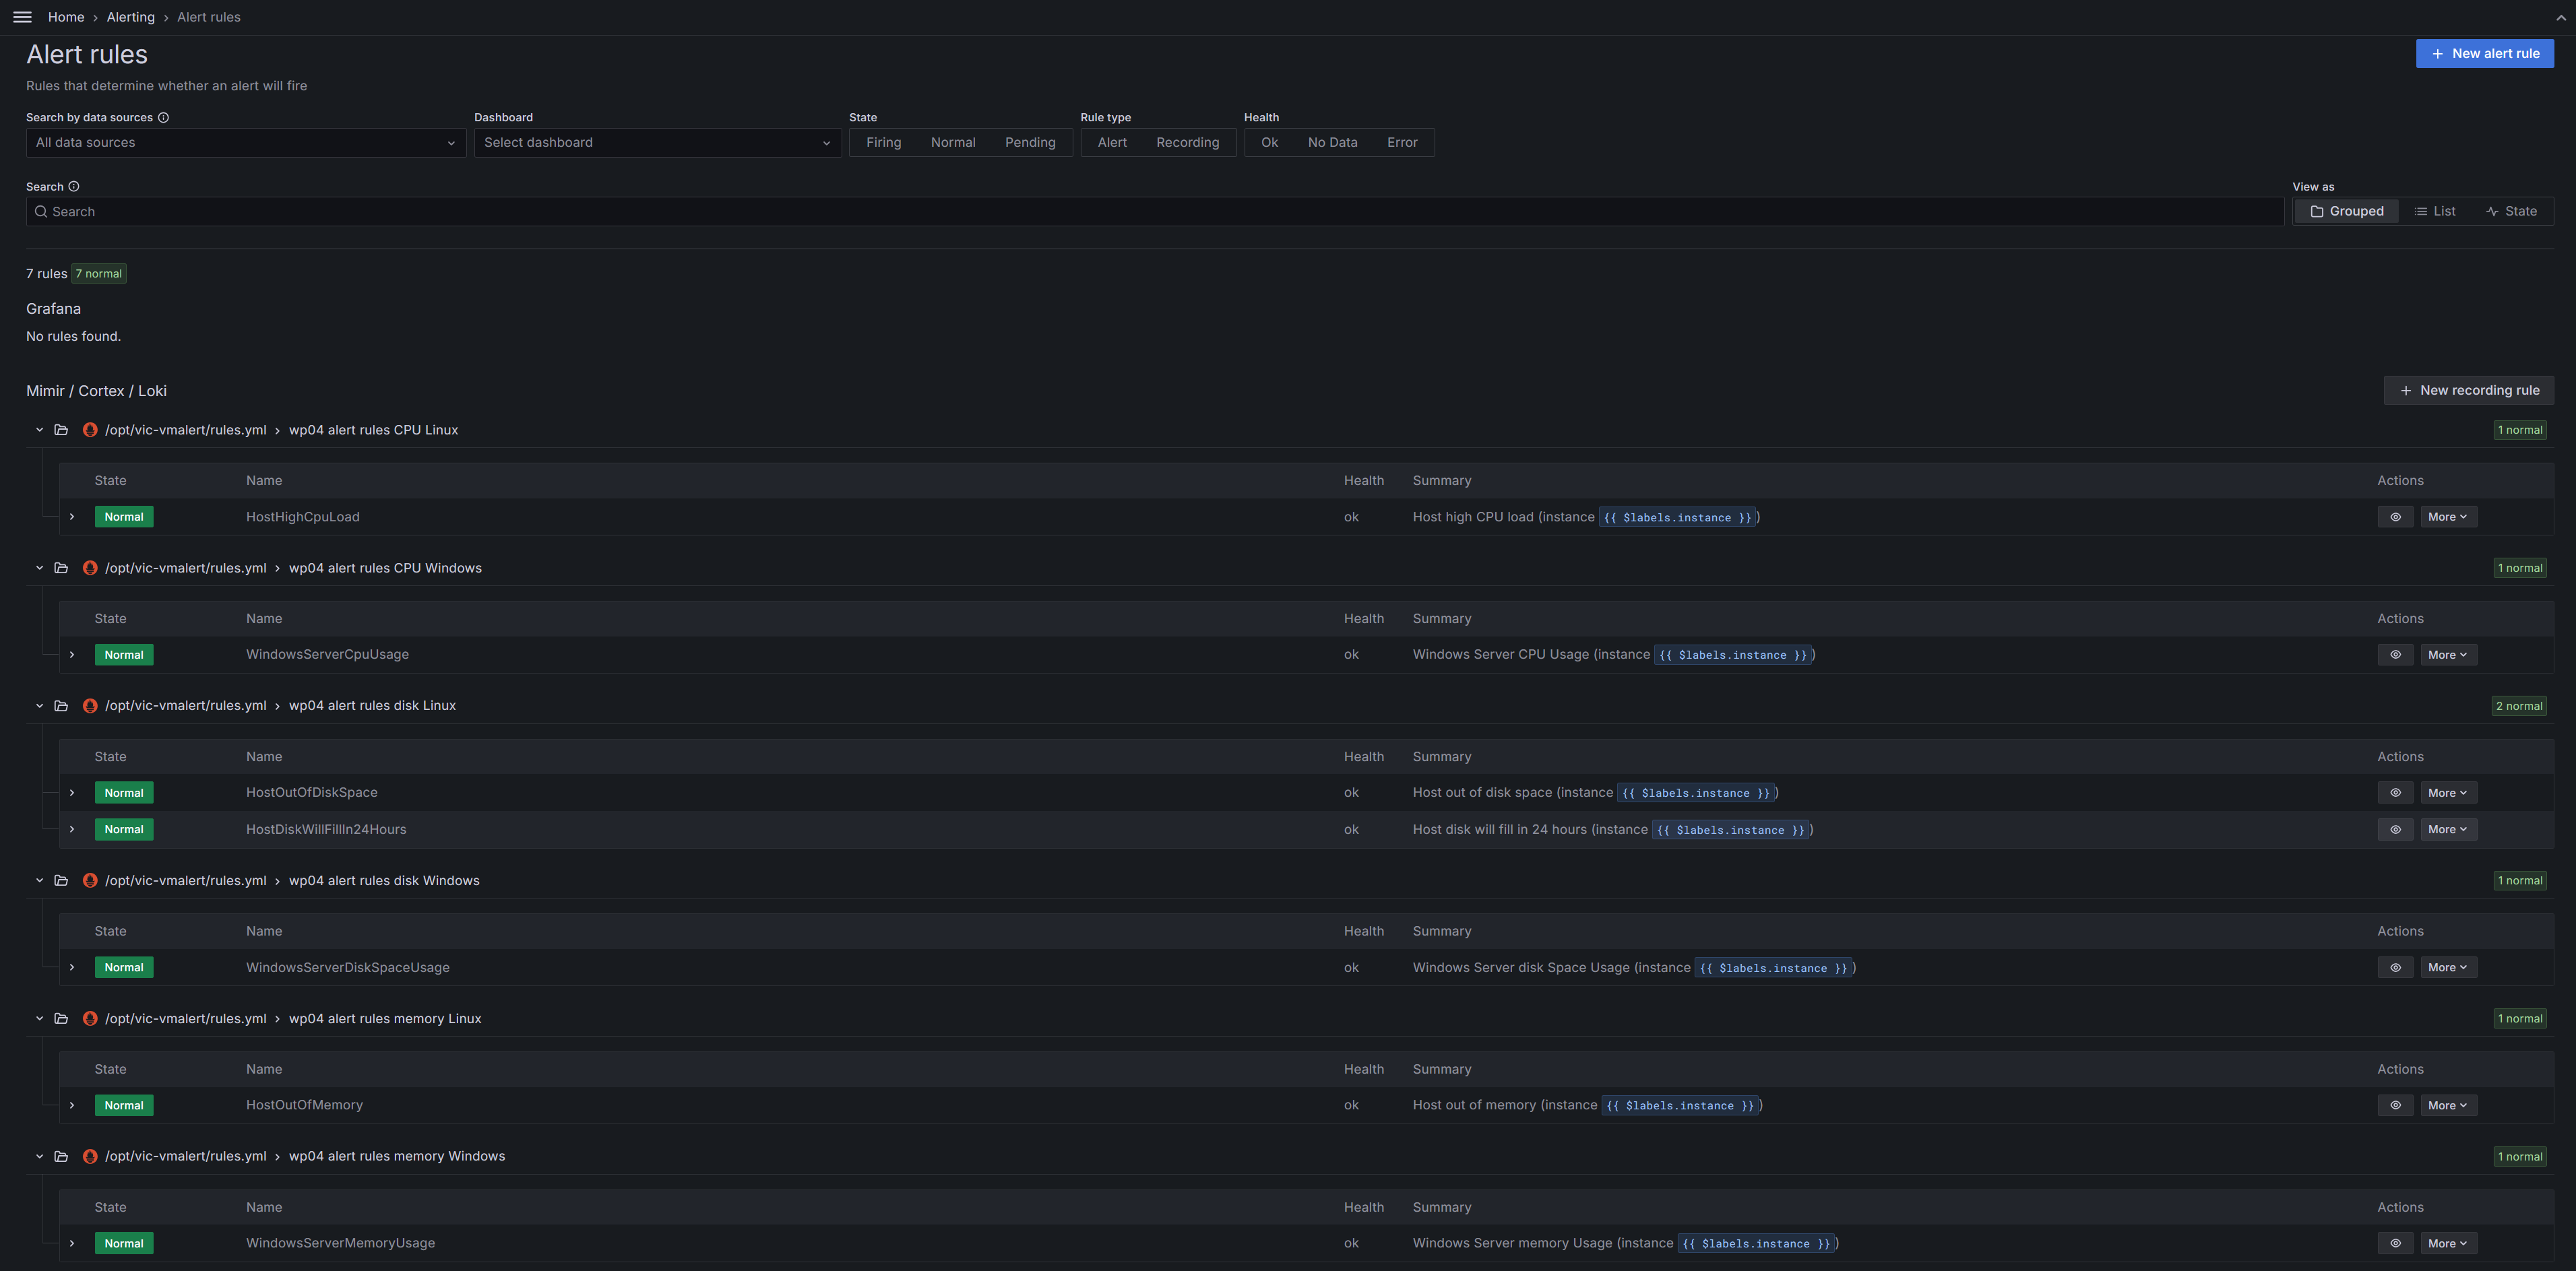 Home › Alerting › Alert rules
Alert rules
+ New alert rule
Rules that determine whether an alert will fire
Search by data sources Dashboard State Rule type Health
All data sources Select dashboard Firing Normal Pending Alert Recording Ok No Data Error
Search View as
Search Grouped List State
7 rules 7 normal
Grafana
No rules found.
Mimir / Cortex / Loki + New recording rule
/opt/vic-vmalert/rules.yml › wp04 alert rules CPU Linux 1 normal
State Name Health Summary Actions
Normal HostHighCpuLoad ok Host high CPU load (instance {{ $labels.instance }}) More
/opt/vic-vmalert/rules.yml › wp04 alert rules CPU Windows 1 normal
State Name Health Summary Actions
Normal WindowsServerCpuUsage ok Windows Server CPU Usage (instance {{ $labels.instance }}) More
/opt/vic-vmalert/rules.yml › wp04 alert rules disk Linux 2 normal
State Name Health Summary Actions
Normal HostOutOfDiskSpace ok Host out of disk space (instance {{ $labels.instance }}) More
Normal HostDiskWillFillIn24Hours ok Host disk will fill in 24 hours (instance {{ $labels.instance }}) More
/opt/vic-vmalert/rules.yml › wp04 alert rules disk Windows 1 normal
State Name Health Summary Actions
Normal WindowsServerDiskSpaceUsage ok Windows Server disk Space Usage (instance {{ $labels.instance }}) More
/opt/vic-vmalert/rules.yml › wp04 alert rules memory Linux 1 normal
State Name Health Summary Actions
Normal HostOutOfMemory ok Host out of memory (instance {{ $labels.instance }}) More
/opt/vic-vmalert/rules.yml › wp04 alert rules memory Windows 1 normal
State Name Health Summary Actions
Normal WindowsServerMemoryUsage ok Windows Server memory Usage (instance {{ $labels.instance }}) More